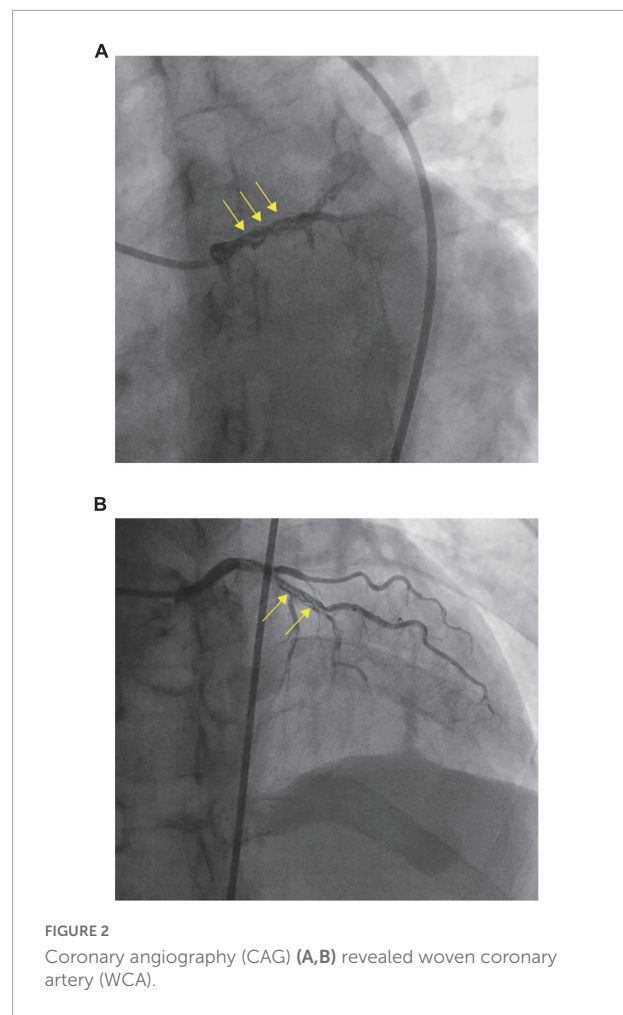 A
B
FIGURE 2
Coronary angiography (CAG) (A,B) revealed woven coronary
artery (WCA).